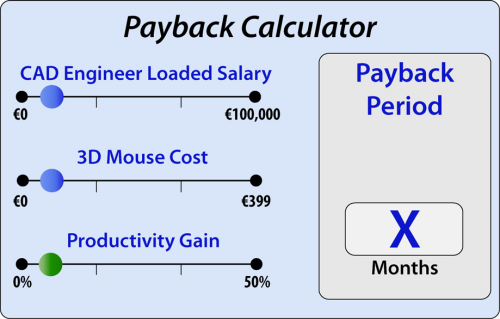 Payback Calculator
CAD Engineer Loaded Salary
€0
€100,000
3D Mouse Cost
€0
€399
Productivity Gain
0%
50%
Payback
Period
X
Months